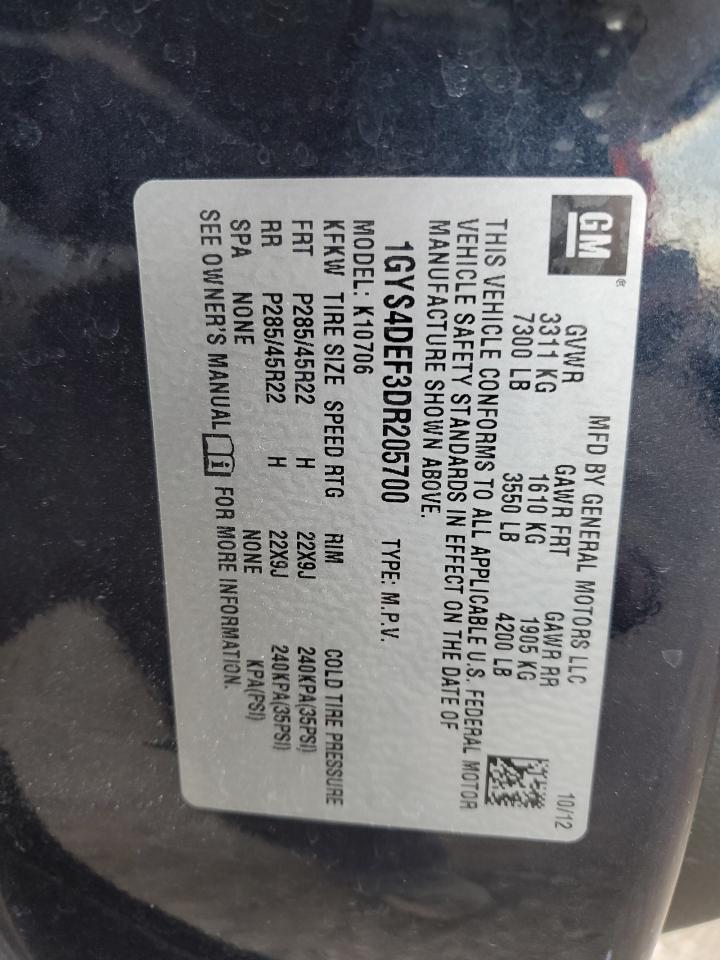 GM
MFD BY GENERAL MOTORS LLC 10/12
GVWR GAWR FRT GAWR RR
3311 KG 1610 KG 1905 KG
7300 LB 3550 LB 4200 LB
THIS VEHICLE CONFORMS TO ALL APPLICABLE U.S. FEDERAL MOTOR
VEHICLE SAFETY STANDARDS IN EFFECT ON THE DATE OF
MANUFACTURE SHOWN ABOVE.
1GYS4DEF3DR205700 TYPE: M.P.V.
MODEL: K10706
KFKW TIRE SIZE SPEED RTG RIM COLD TIRE PRESSURE
FRT P285/45R22 H 22X9J 240KPA(35PSI)
RR P285/45R22 H 22X9J 240KPA(35PSI)
SPA NONE NONE KPA(PSI)
SEE OWNER'S MANUAL FOR MORE INFORMATION.